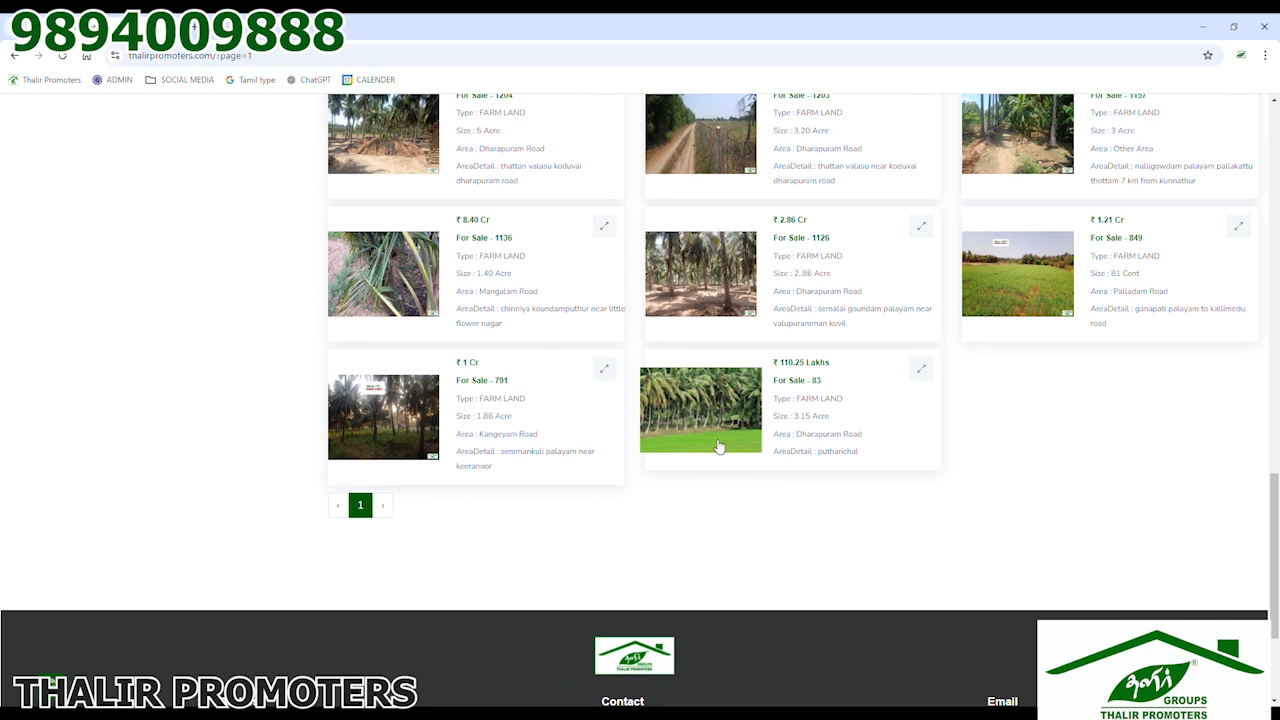 9894009888
thalirpromoters.com/?page=1
Thalir Promoters
ADMIN
SOCIAL MEDIA
Tamil type
ChatGPT
CALENDER
For Sale - 1204
Type : FARM LAND
Size : 5 Acre
Area : Dharapuram Road
AreaDetail : thattan valasu koduvai
dharapuram road
For Sale - 1203
Type : FARM LAND
Size : 3.20 Acre
Area : Dharapuram Road
AreaDetail : thattan valasu near koduvai
dharapuram road
For Sale - 1157
Type : FARM LAND
Size : 3 Acre
Area : Other Area
AreaDetail : nalligowdam palayam pallakattu
thottam 7 km from kunnathur
₹ 8.40 Cr
For Sale - 1136
Type : FARM LAND
Size : 1.40 Acre
Area : Mangalam Road
AreaDetail : chinniya koundamputhur near little
flower nagar
₹ 2.86 Cr
For Sale - 1126
Type : FARM LAND
Size : 2..86 Acre
Area : Dharapuram Road
AreaDetail : semalai goundam palayam near
valupuramman kovil
₹ 1.21 Cr
For Sale - 849
Type : FARM LAND
Size : 81 Cent
Area : Palladam Road
AreaDetail : ganapati palayam to kallimedu
road
₹ 1 Cr
For Sale - 791
Type : FARM LAND
Size : 1.86 Acre
Area : Kangeyam Road
AreaDetail : semmankuli palayam near
keeranoor
₹ 110.25 Lakhs
For Sale - 83
Type : FARM LAND
Size : 3.15 Acre
Area : Dharapuram Road
AreaDetail : putharichal
‹ 1 ›
Contact
Email
THALIR PROMOTERS
தளிர்
®
GROUPS
THALIR PROMOTERS